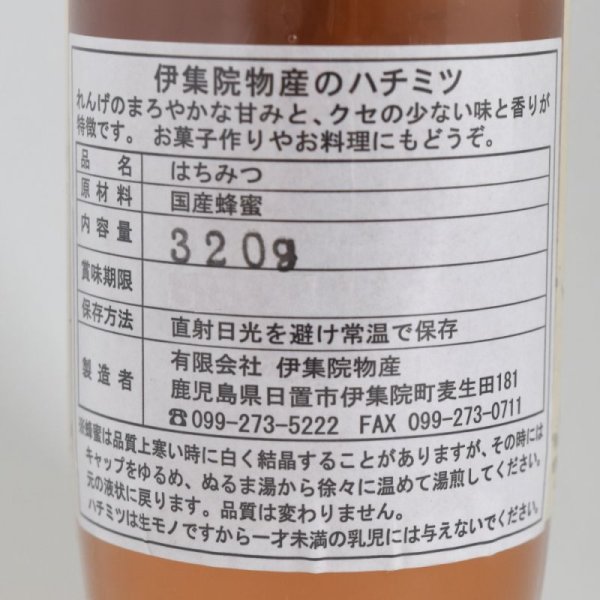 伊集院物産のハチミツ
れんげのまろやかな甘みと、クセの少ない味と香りが
特徴です。 お菓子作りやお料理にもどうぞ。
品名 はちみつ
原材料 国産蜂蜜
内容量 320g
賞味期限
保存方法 直射日光を避け常温で保存
製造者 有限会社 伊集院物産
鹿児島県日置市伊集院町麦生田181
☎099-273-5222 FAX 099-273-0711
※蜂蜜は品質上寒い時に白く結晶することがありますが、その時には
キャップをゆるめ、ぬるま湯から徐々に温めて湯煎してください。
元の液状に戻ります。品質は変わりません。
ハチミツは生モノですから一才未満の乳児には与えないでください。